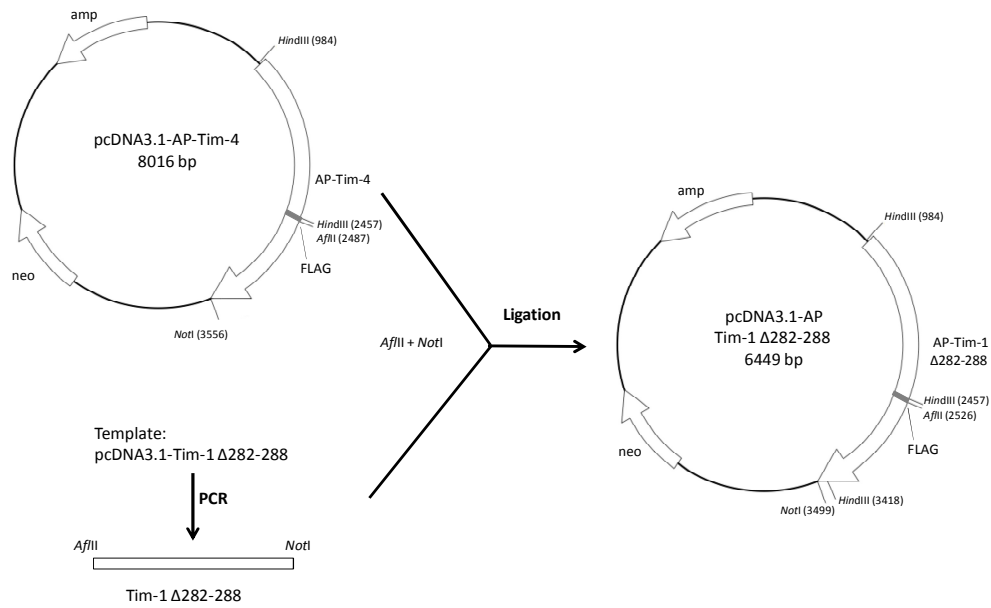 amp
HindIII (984)
pcDNA3.1-AP-Tim-4
8016 bp
AP-Tim-4
HindIII (2457)
AflII (2487)
FLAG
neo
NotI (3556)
AflII + NotI
Ligation
Template:
pcDNA3.1-Tim-1 Δ282-288
PCR
AflII
NotI
Tim-1 Δ282-288
amp
HindIII (984)
pcDNA3.1-AP
Tim-1 Δ282-288
6449 bp
AP-Tim-1
Δ282-288
HindIII (2457)
AflII (2526)
FLAG
neo
HindIII (3418)
NotI (3499)